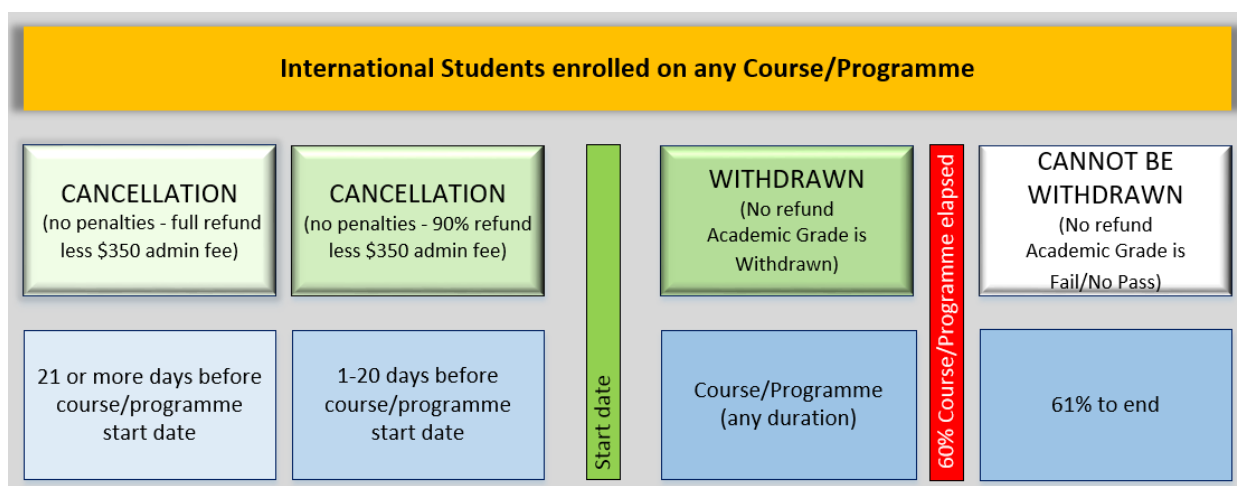 International Students enrolled on any Course/Programme
CANCELLATION
(no penalties - full refund
less $350 admin fee)
CANCELLATION
(no penalties - 90% refund
less $350 admin fee)
Start date
WITHDRAWN
(No refund
Academic Grade is
Withdrawn)
60% Course/Programme elapsed
CANNOT BE
WITHDRAWN
(No refund
Academic Grade is
Fail/No Pass)
21 or more days before
course/programme
start date
1-20 days before
course/programme
start date
Course/Programme
(any duration)
61% to end